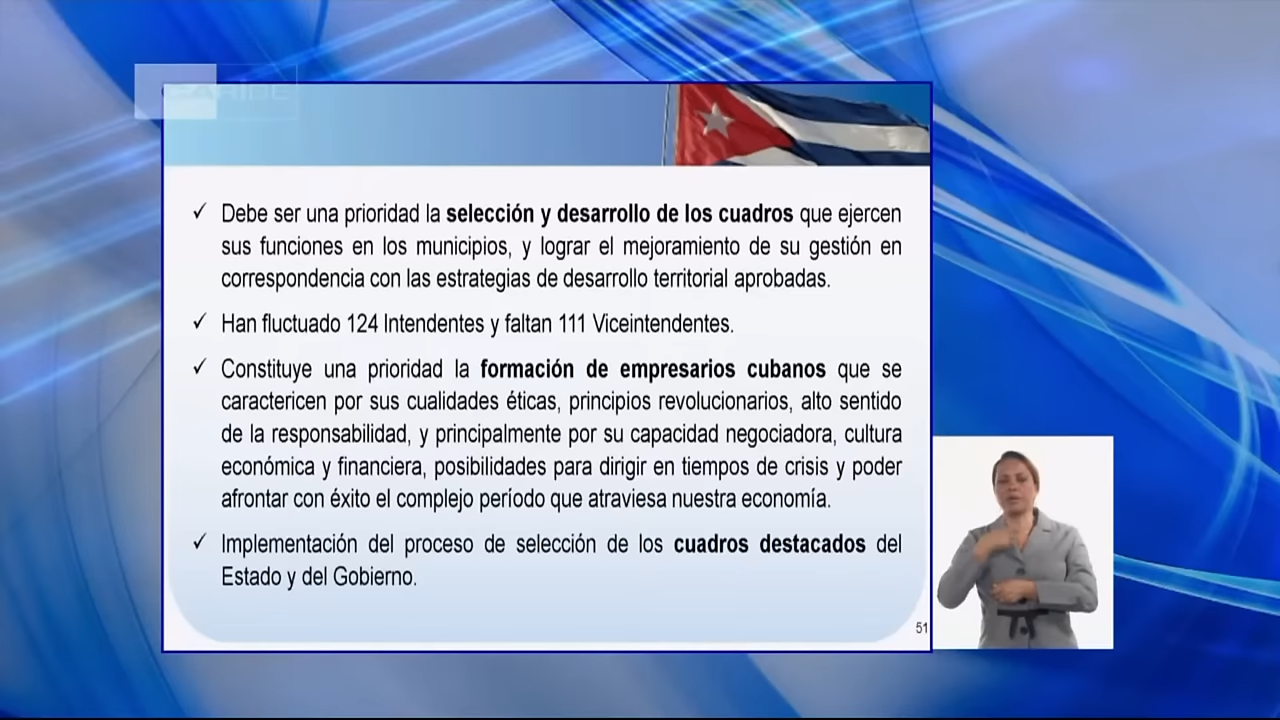 CARIBE
Debe ser una prioridad la selección y desarrollo de los cuadros que ejercen
sus funciones en los municipios, y lograr el mejoramiento de su gestión en
correspondencia con las estrategias de desarrollo territorial aprobadas.
Han fluctuado 124 Intendentes y faltan 111 Viceintendentes.
Constituye una prioridad la formación de empresarios cubanos que se
caractericen por sus cualidades éticas, principios revolucionarios, alto sentido
de la responsabilidad, y principalmente por su capacidad negociadora, cultura
económica y financiera, posibilidades para dirigir en tiempos de crisis y poder
afrontar con éxito el complejo período que atraviesa nuestra economía.
Implementación del proceso de selección de los cuadros destacados del
Estado y del Gobierno.
51